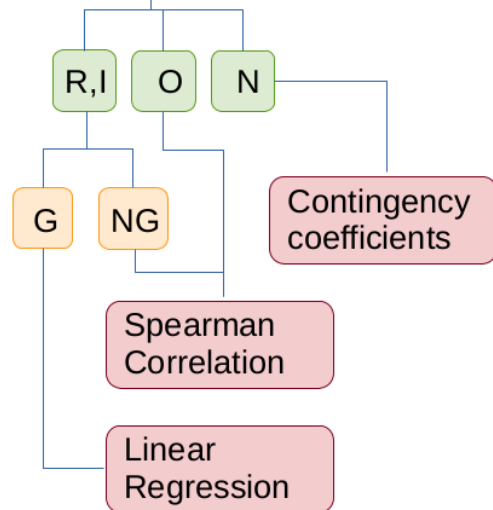 R,I
O
N
G
NG
Contingency
coefficients
Spearman
Correlation
Linear
Regression